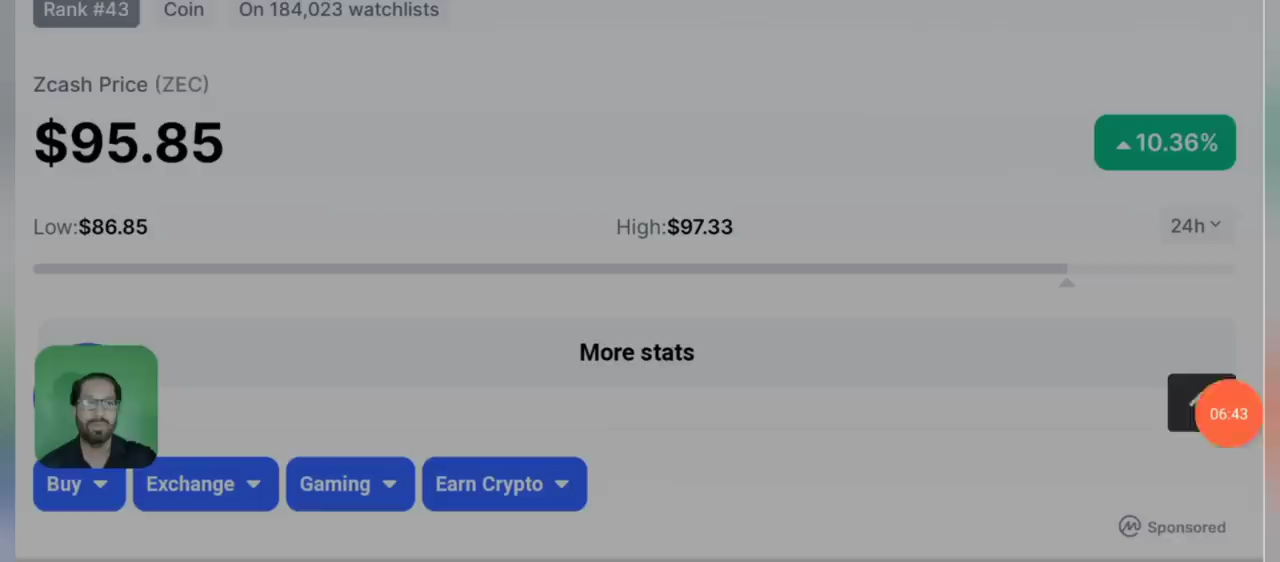 Rank #43 Coin On 184,023 watchlists
Zcash Price (ZEC)
$95.85 10.36%
Low:$86.85 High:$97.33 24h
More stats
06:43
Buy Exchange Gaming Earn Crypto
Sponsored